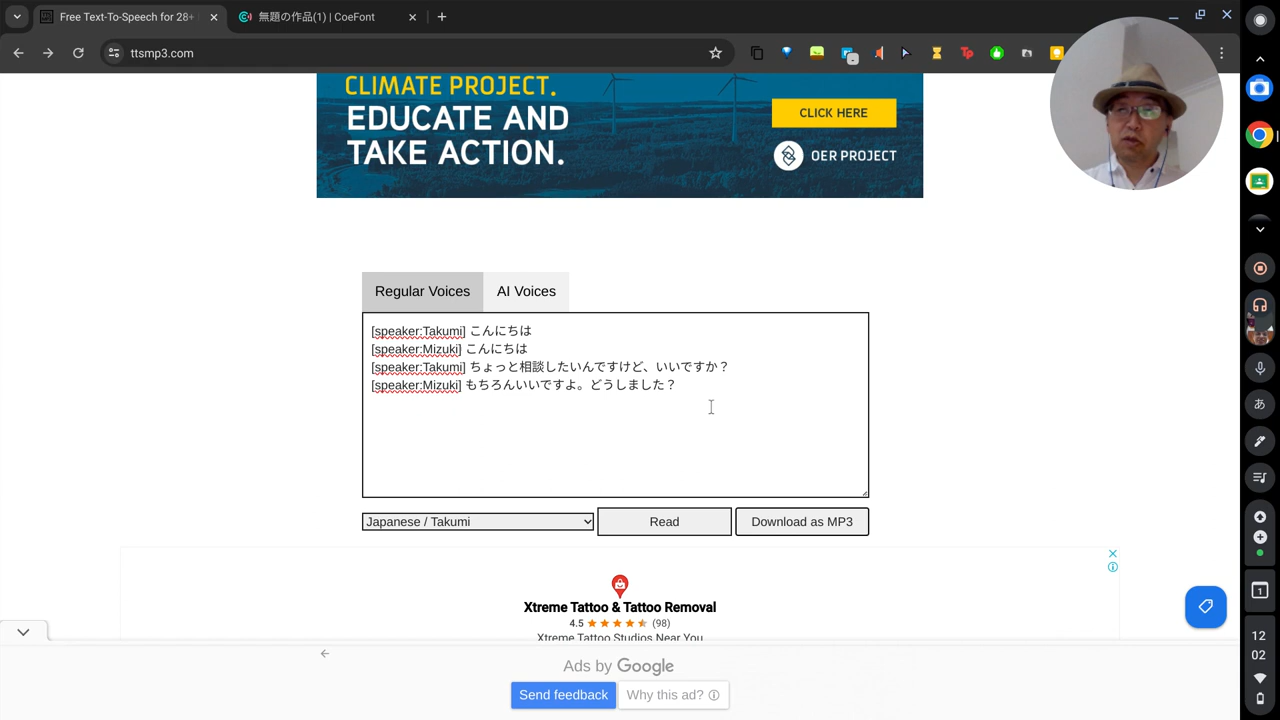 Free Text-To-Speech for 28+
無題の作品(1) | CoeFont
ttsmp3.com
CLIMATE PROJECT.
EDUCATE AND
TAKE ACTION.
CLICK HERE
OER PROJECT
Regular Voices
AI Voices
[speaker:Takumi] こんにちは
[speaker:Mizuki] こんにちは
[speaker:Takumi] ちょっと相談したいんですけど、いいですか？
[speaker:Mizuki] もちろんいいですよ。どうしました？
Japanese / Takumi
Read
Download as MP3
Xtreme Tattoo & Tattoo Removal
4.5
(98)
Xtreme Tattoo Studios Near You
Ads by Google
Send feedback
Why this ad?
あ
1
12
02